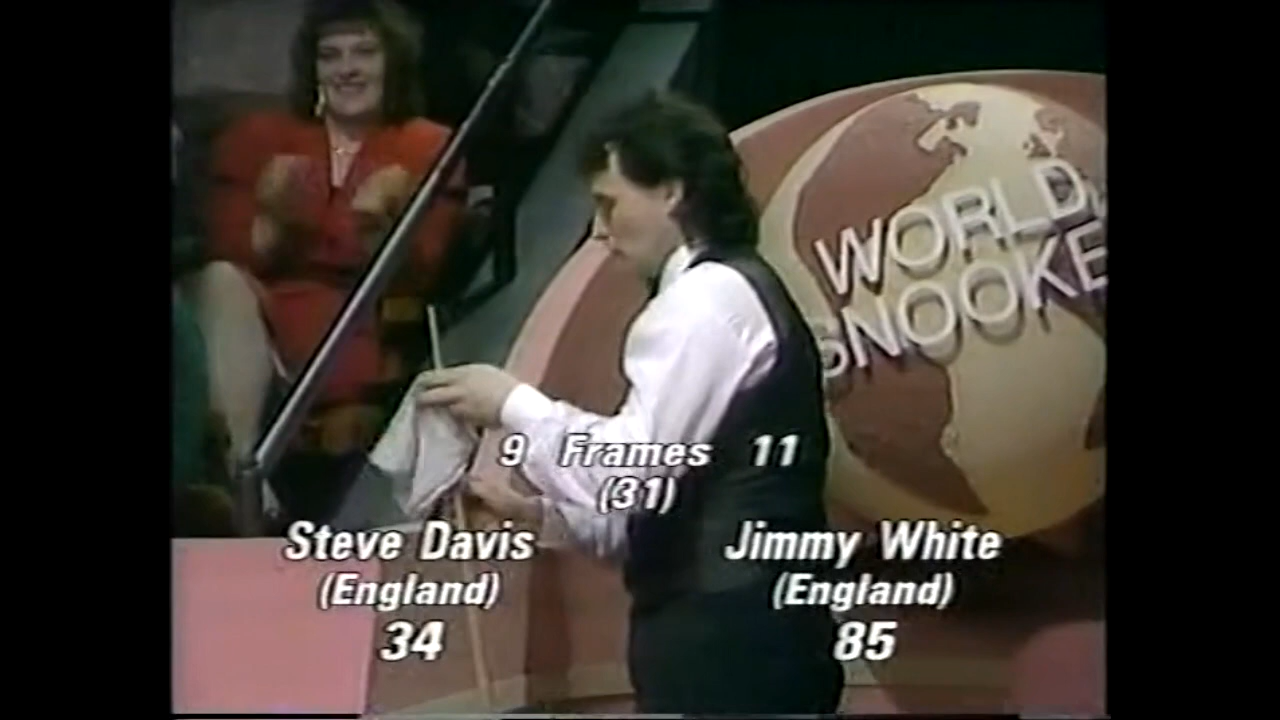 WORLD
SNOOKE
9 Frames 11
(31)
Steve Davis Jimmy White
(England) (England)
34 85